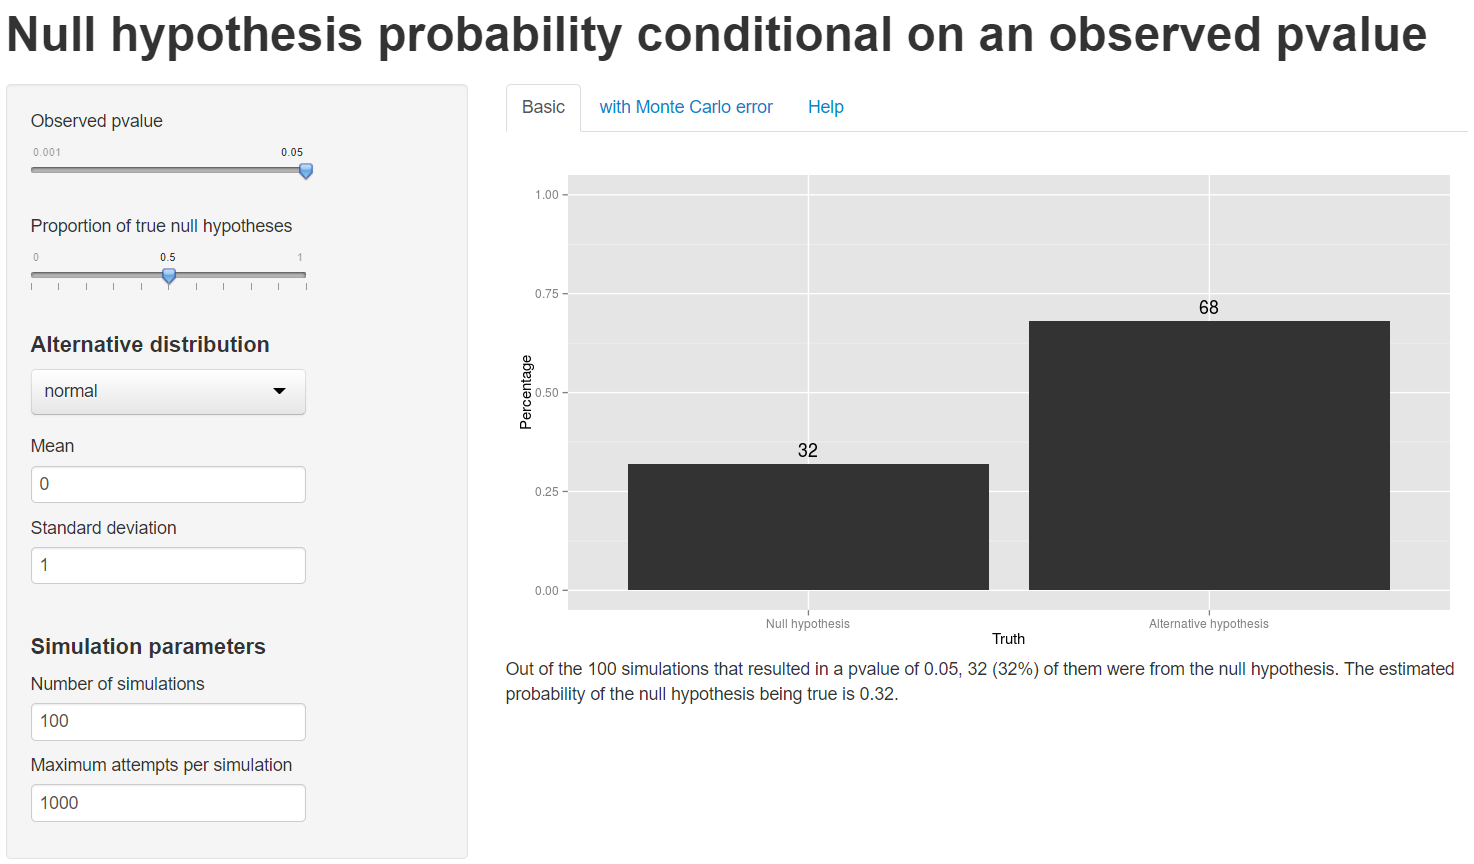 Null hypothesis probability conditional on an observed pvalue
Observed pvalue
0.001 0.05
Proportion of true null hypotheses
0 0.5 1
Alternative distribution
normal
Mean
0
Standard deviation
1
Simulation parameters
Number of simulations
100
Maximum attempts per simulation
1000
Basic with Monte Carlo error Help
1.00
0.75
0.50
0.25
0.00
Percentage
32
68
Null hypothesis Alternative hypothesis
Truth
Out of the 100 simulations that resulted in a pvalue of 0.05, 32 (32%) of them were from the null hypothesis. The estimated
probability of the null hypothesis being true is 0.32.